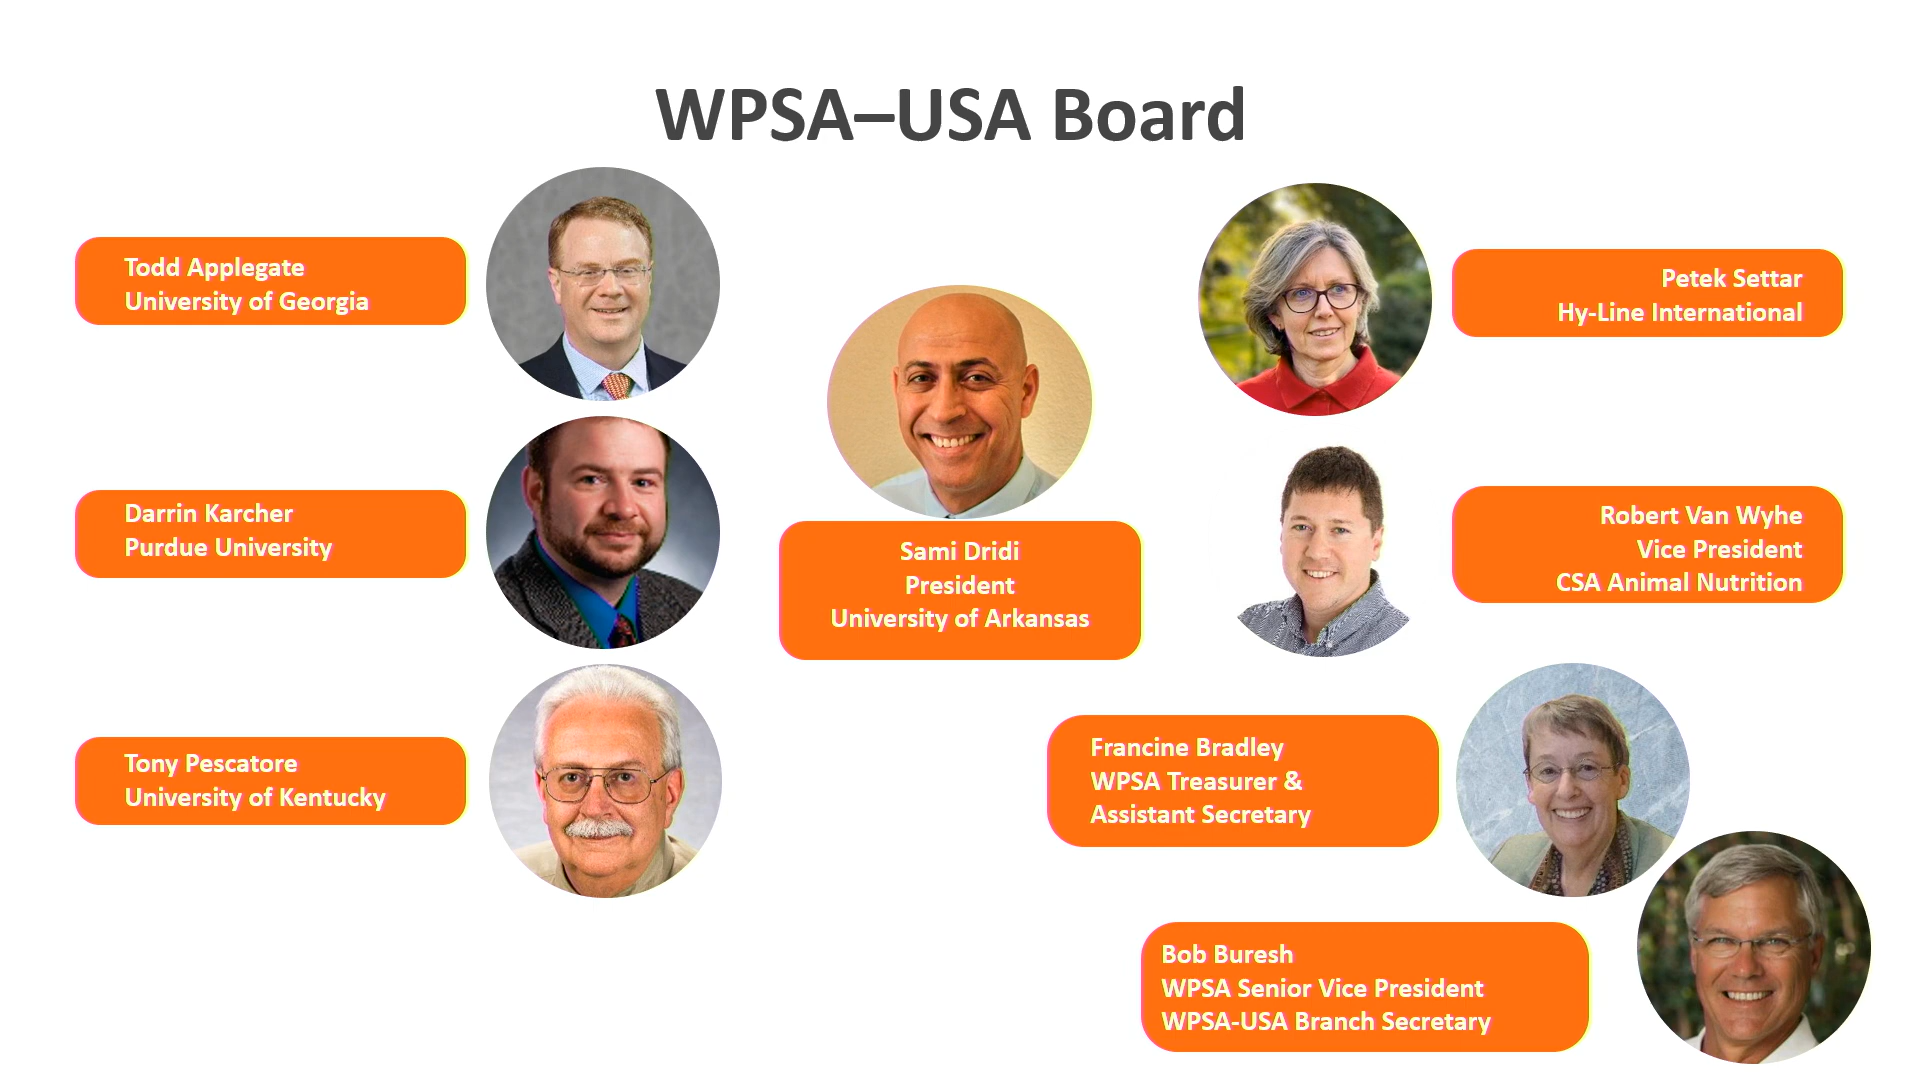 WPSA–USA Board
Todd Applegate
University of Georgia
Darrin Karcher
Purdue University
Tony Pescatore
University of Kentucky
Sami Dridi
President
University of Arkansas
Petek Settar
Hy-Line International
Robert Van Wyhe
Vice President
CSA Animal Nutrition
Francine Bradley
WPSA Treasurer &
Assistant Secretary
Bob Buresh
WPSA Senior Vice President
WPSA-USA Branch Secretary